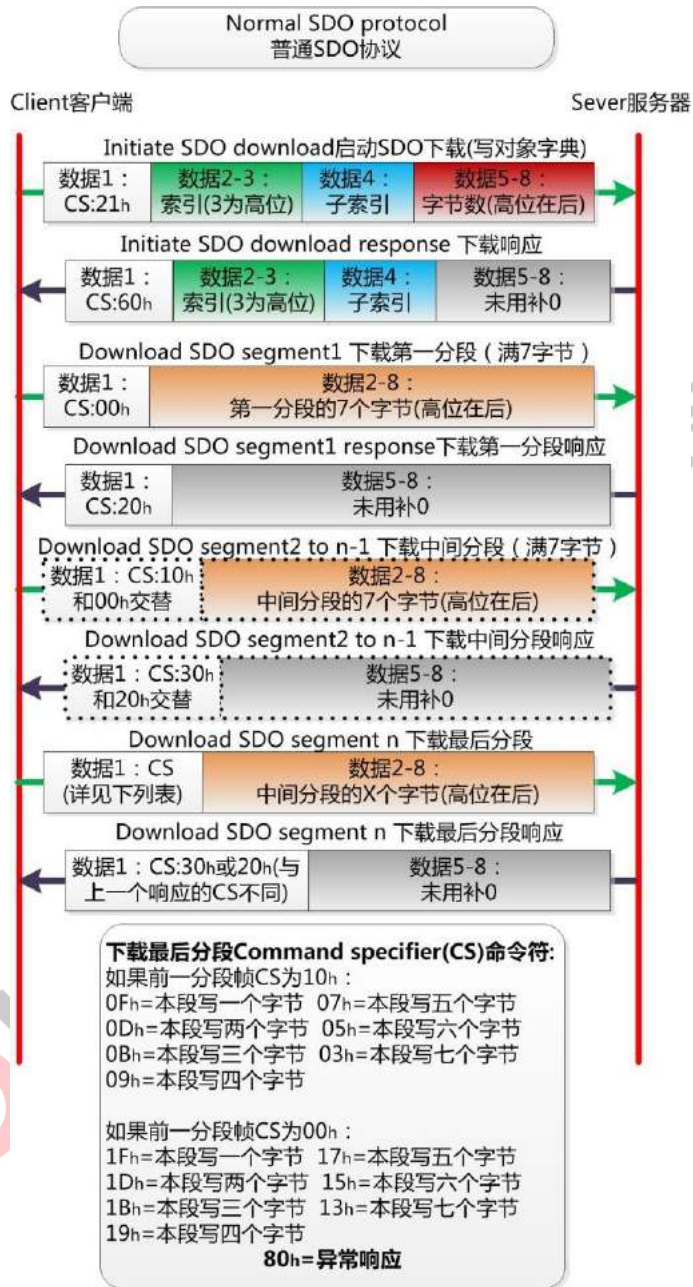 Normal SDO protocol
普通SDO协议
Client客户端
Sever服务器
Initiate SDO download启动SDO下载(写对象字典)
数据1：
CS:21h
数据2-3：
索引(3为高位)
数据4：
子索引
数据5-8：
字节数(高位在后)
Initiate SDO download response 下载响应
数据1：
CS:60h
数据2-3：
索引(3为高位)
数据4：
子索引
数据5-8：
未用补0
Download SDO segment1 下载第一分段（满7字节）
数据1：
CS:00h
数据2-8：
第一分段的7个字节(高位在后)
Download SDO segment1 response下载第一分段响应
数据1：
CS:20h
数据5-8：
未用补0
Download SDO segment2 to n-1 下载中间分段（满7字节）
数据1：CS:10h
和00h交替
数据2-8：
中间分段的7个字节(高位在后)
Download SDO segment2 to n-1 下载中间分段响应
数据1：CS:30h
和20h交替
数据5-8：
未用补0
Download SDO segment n 下载最后分段
数据1：CS
(详见下列表)
数据2-8：
中间分段的X个字节(高位在后)
Download SDO segment n 下载最后分段响应
数据1：CS:30h或20h(与
上一个响应的CS不同)
数据5-8：
未用补0
下载最后分段Command specifier(CS)命令符:
如果前一分段帧CS为10h：
0Fh=本段写一个字节 07h=本段写五个字节
0Dh=本段写两个字节 05h=本段写六个字节
0Bh=本段写三个字节 03h=本段写七个字节
09h=本段写四个字节
如果前一分段帧CS为00h：
1Fh=本段写一个字节 17h=本段写五个字节
1Dh=本段写两个字节 15h=本段写六个字节
1Bh=本段写三个字节 13h=本段写七个字节
19h=本段写四个字节
80h=异常响应